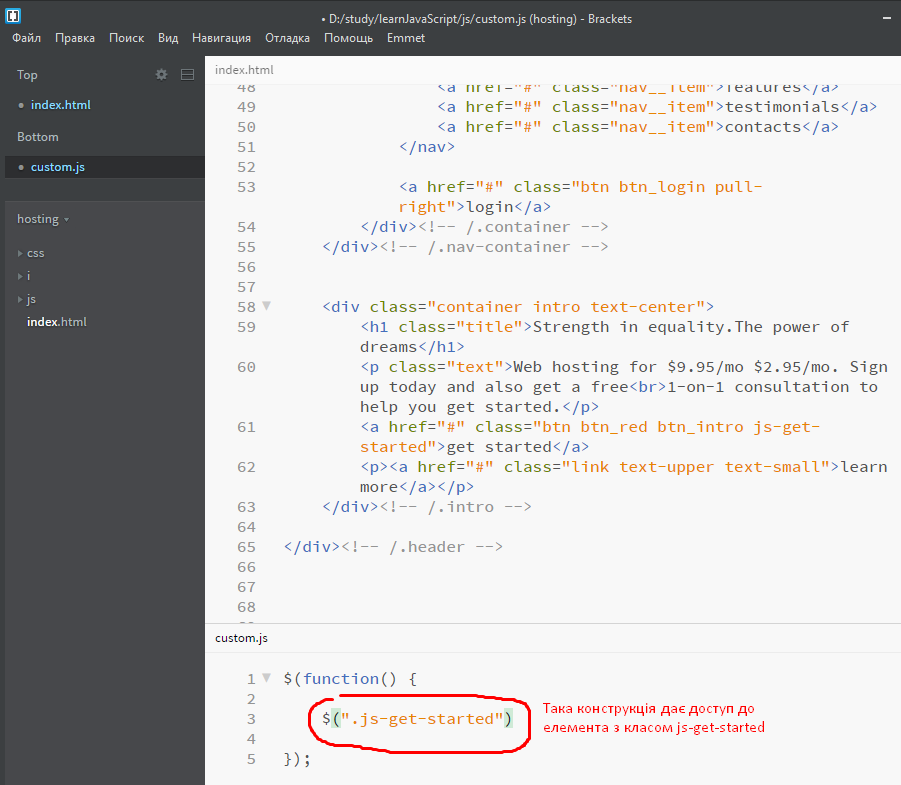 • D:/study/learnJavaScript/js/custom.js (hosting) - Brackets
Файл Правка Поиск Вид Навигация Отладка Помощь Emmet
Top
• index.html
Bottom
• custom.js
hosting
css
i
js
index.html
index.html
48 <a href="#" class="nav__item">features</a>
49 <a href="#" class="nav__item">testimonials</a>
50 <a href="#" class="nav__item">contacts</a>
51 </nav>
52
53 <a href="#" class="btn btn_login pull-
right">login</a>
54 </div><!-- /.container -->
55 </div><!-- /.nav-container -->
56
57
58 <div class="container intro text-center">
59 <h1 class="title">Strength in equality.The power of
dreams</h1>
60 <p class="text">Web hosting for $9.95/mo $2.95/mo. Sign
up today and also get a free<br>1-on-1 consultation to
help you get started.</p>
61 <a href="#" class="btn btn_red btn_intro js-get-
started">get started</a>
62 <p><a href="#" class="link text-upper text-small">learn
more</a></p>
63 </div><!-- /.intro -->
64
65 </div><!-- /.header -->
66
67
68
custom.js
1 $(function() {
2
3 $(".js-get-started")
4
5 });
Така конструкція дає доступ до
елемента з класом js-get-started